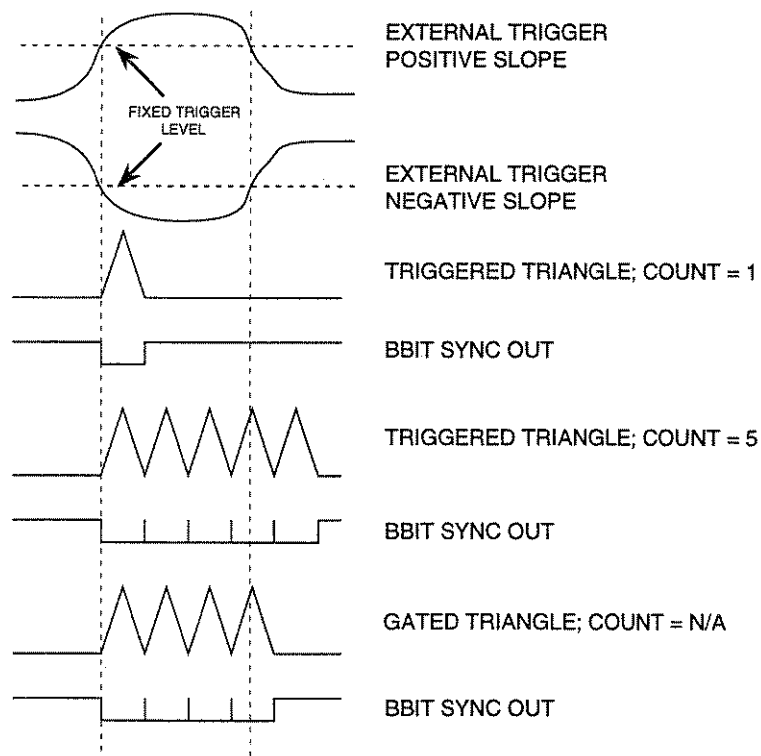 EXTERNAL TRIGGER
POSITIVE SLOPE
FIXED TRIGGER
LEVEL
EXTERNAL TRIGGER
NEGATIVE SLOPE
TRIGGERED TRIANGLE; COUNT = 1
BBIT SYNC OUT
TRIGGERED TRIANGLE; COUNT = 5
BBIT SYNC OUT
GATED TRIANGLE; COUNT = N/A
BBIT SYNC OUT